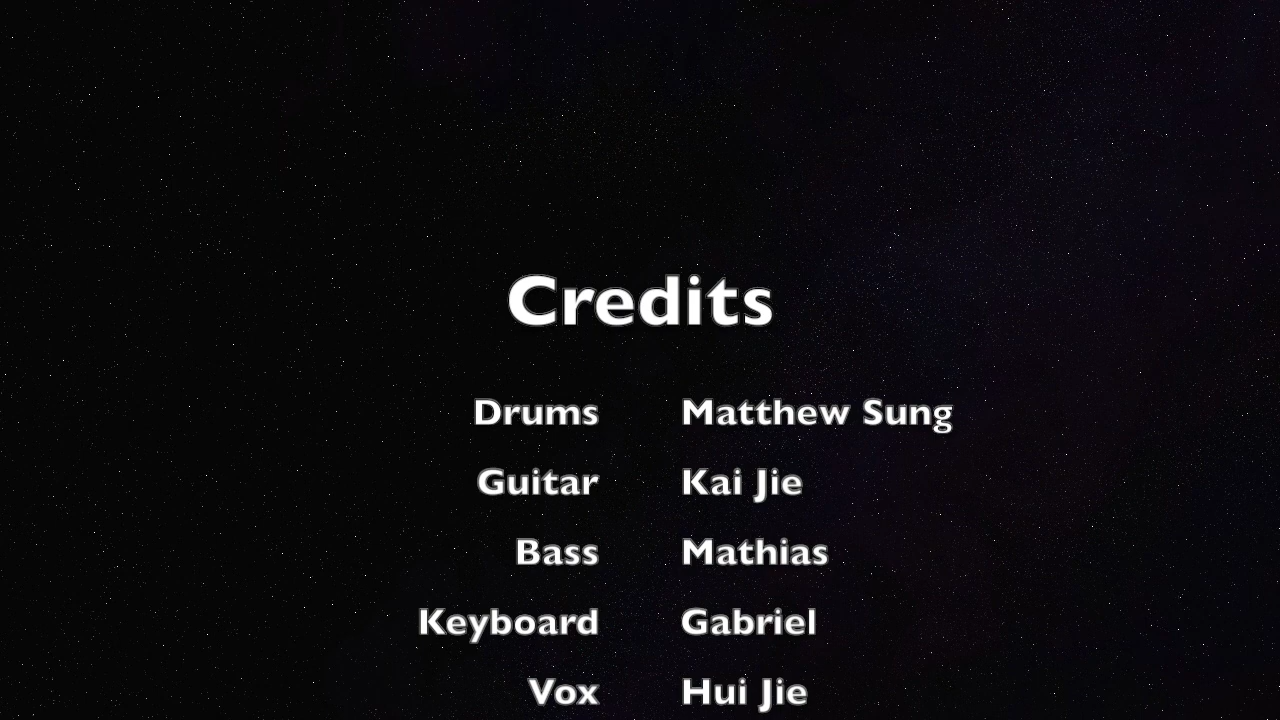 Credits
Drums Matthew Sung
Guitar Kai Jie
Bass Mathias
Keyboard Gabriel
Vox Hui Jie